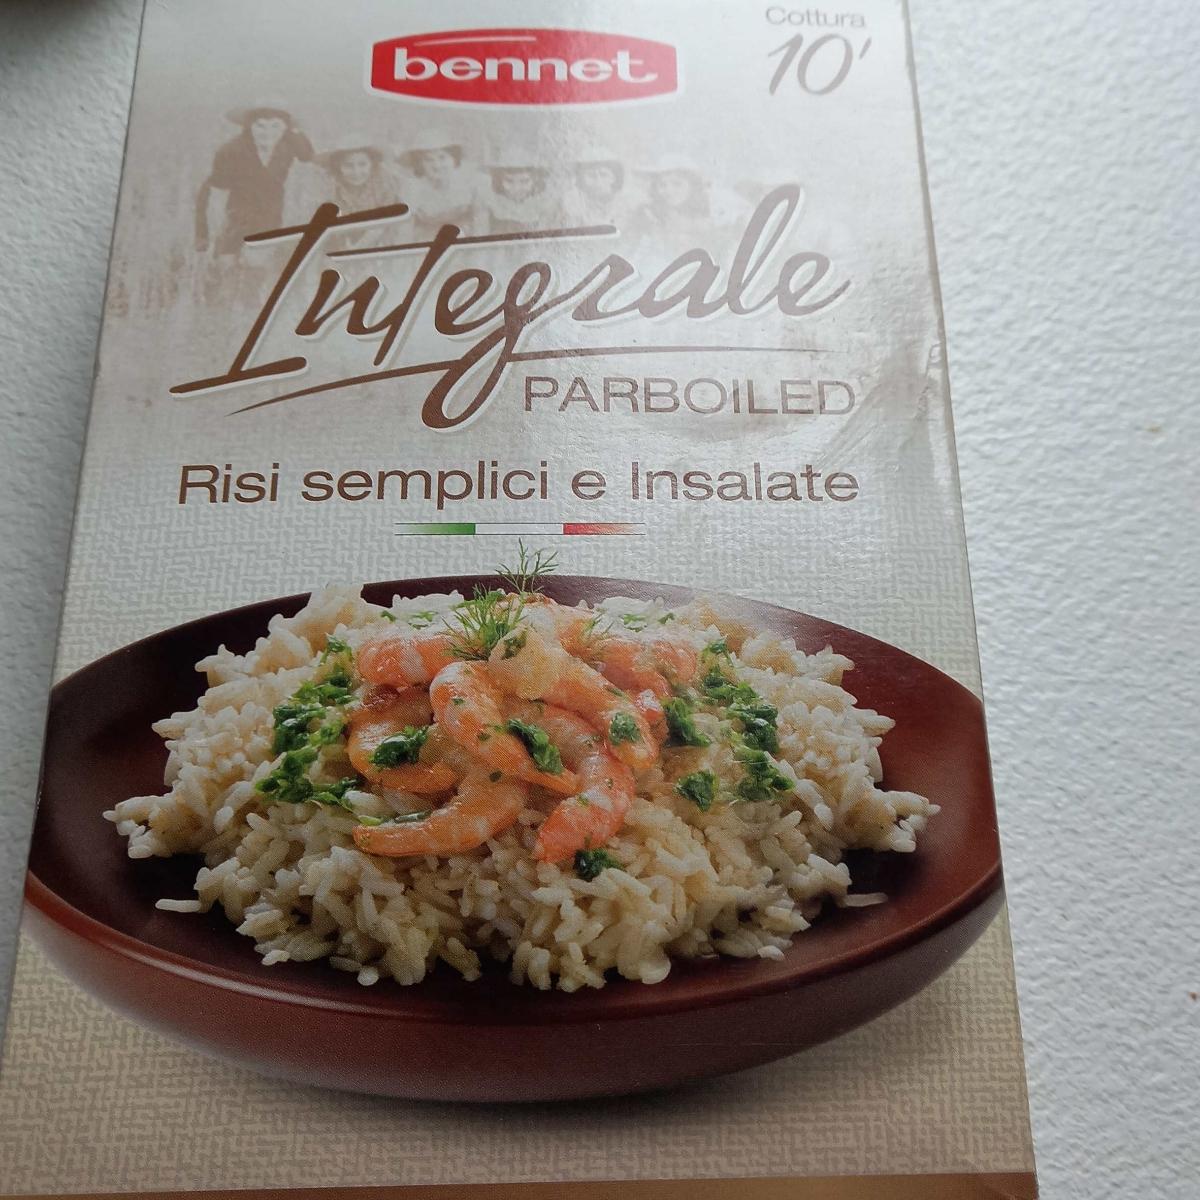 Cottura
10'
bennet
Integrale
PARBOILED
Risi semplici e Insalate